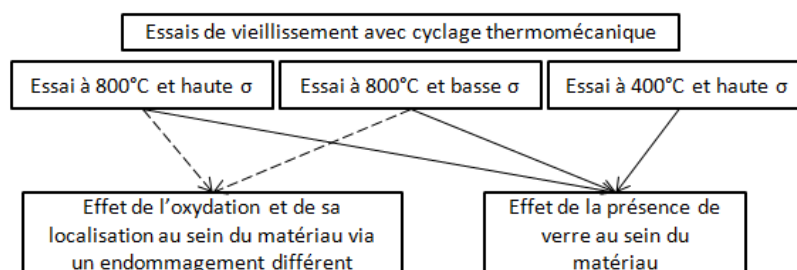 Essais de vieillissement avec cyclage thermomécanique
Essai à 800°C et haute σ
Essai à 800°C et basse σ
Essai à 400°C et haute σ
Effet de l'oxydation et de sa
localisation au sein du matériau via
un endommagement différent
Effet de la présence de
verre au sein du
matériau